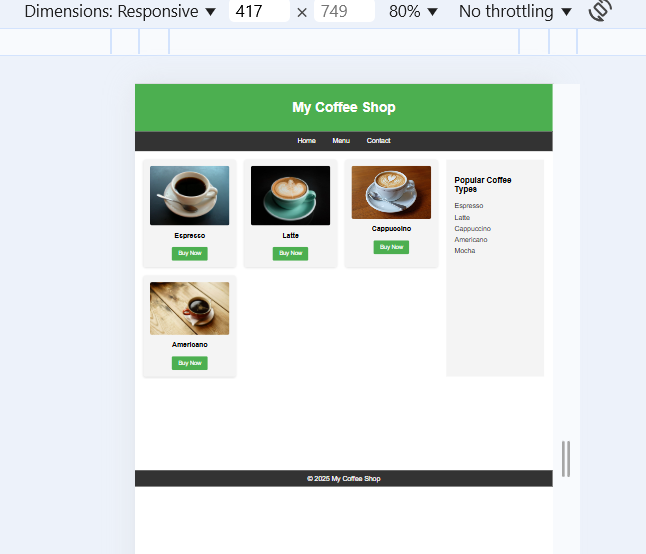 Dimensions: Responsive ▼ 417 × 749 80% ▼ No throttling ▼
My Coffee Shop
Home Menu Contact
Espresso
Buy Now
Latte
Buy Now
Cappuccino
Buy Now
Popular Coffee
Types
Espresso
Latte
Cappuccino
Americano
Mocha
Americano
Buy Now
© 2025 My Coffee Shop